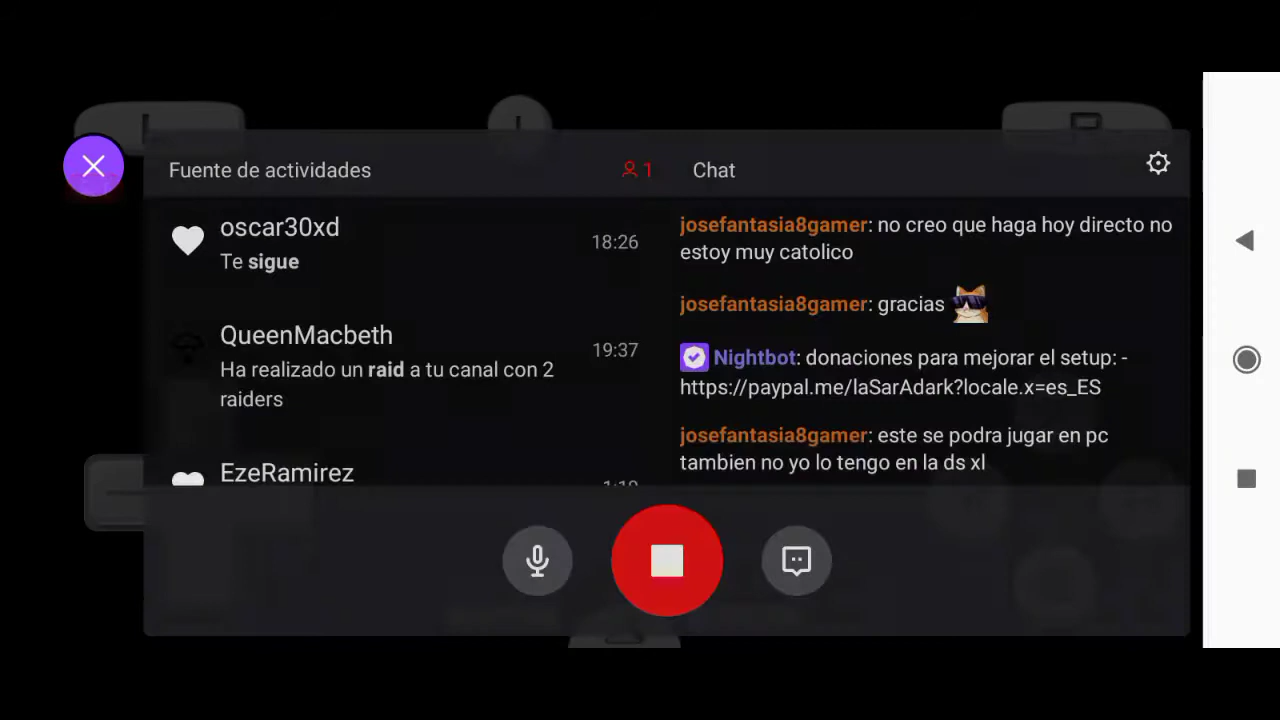 Fuente de actividades
1
oscar30xd
Te sigue
18:26
QueenMacbeth
Ha realizado un raid a tu canal con 2
raiders
19:37
EzeRamirez
Chat
josefantasia8gamer: no creo que haga hoy directo no
estoy muy catolico
josefantasia8gamer: gracias
Nightbot: donaciones para mejorar el setup: -
https://paypal.me/laSarAdark?locale.x=es_ES
josefantasia8gamer: este se podra jugar en pc
tambien no yo lo tengo en la ds xl